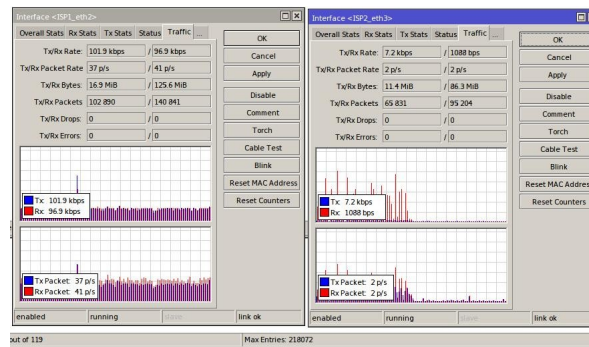 Interface <ISP1_eth2>
Overall Stats Rx Stats Tx Stats Status Traffic ...
Tx/Rx Rate: 101.9 kbps / 96.9 kbps
Tx/Rx Packet Rate 37 p/s / 41 p/s
Tx/Rx Bytes: 16.9 MiB / 125.6 MiB
Tx/Rx Packets 102 890 / 140 841
Tx/Rx Drops: 0 / 0
Tx/Rx Errors: 0 / 0
Tx: 101.9 kbps
Rx: 96.9 kbps
Tx Packet: 37 p/s
Rx Packet: 41 p/s
OK
Cancel
Apply
Disable
Comment
Torch
Cable Test
Blink
Reset MAC Address
Reset Counters
enabled running slave link ok
Interface <ISP2_eth3>
Overall Stats Rx Stats Tx Stats Status Traffic ...
Tx/Rx Rate: 7.2 kbps / 1088 bps
Tx/Rx Packet Rate 2 p/s / 2 p/s
Tx/Rx Bytes: 11.4 MiB / 86.3 MiB
Tx/Rx Packets 65 831 / 95 204
Tx/Rx Drops: 0 / 0
Tx/Rx Errors: 0 / 0
Tx: 7.2 kbps
Rx: 1088 bps
Tx Packet: 2 p/s
Rx Packet: 2 p/s
OK
Cancel
Apply
Disable
Comment
Torch
Cable Test
Blink
Reset MAC Addres
Reset Counters
enabled running slave link ok
out of 119 Max Entries: 218072